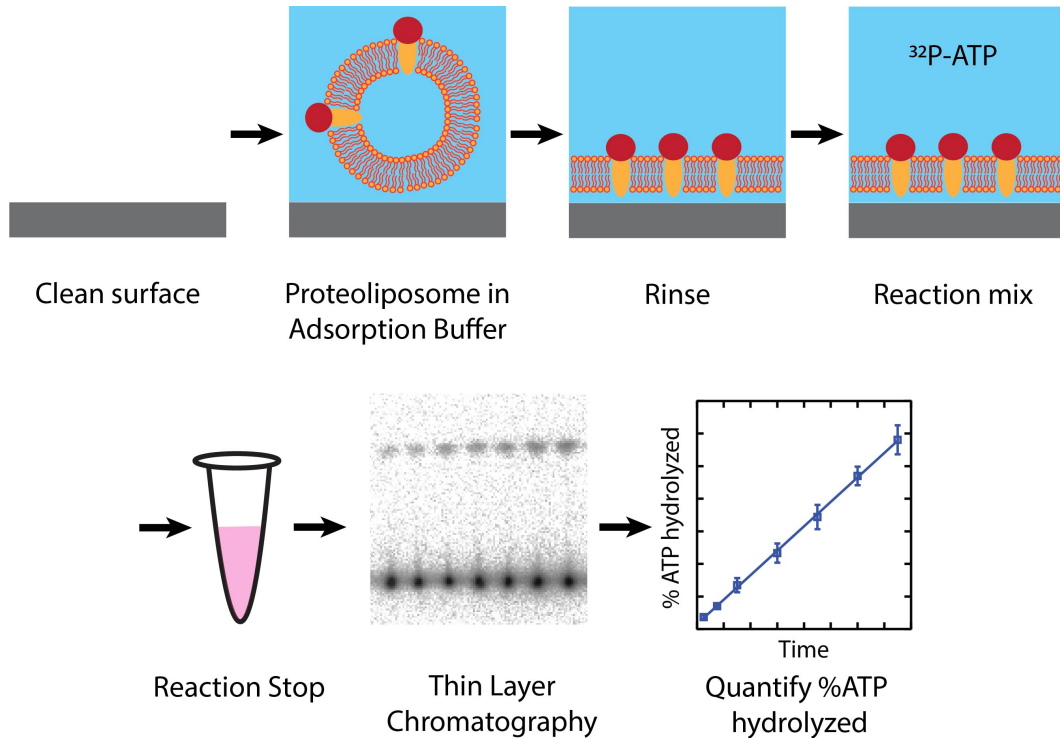 ³²P-ATP
Clean surface
Proteoliposome in
Adsorption Buffer
Rinse
Reaction mix
% ATP hydrolyzed
Time
Reaction Stop
Thin Layer
Chromatography
Quantify %ATP
hydrolyzed